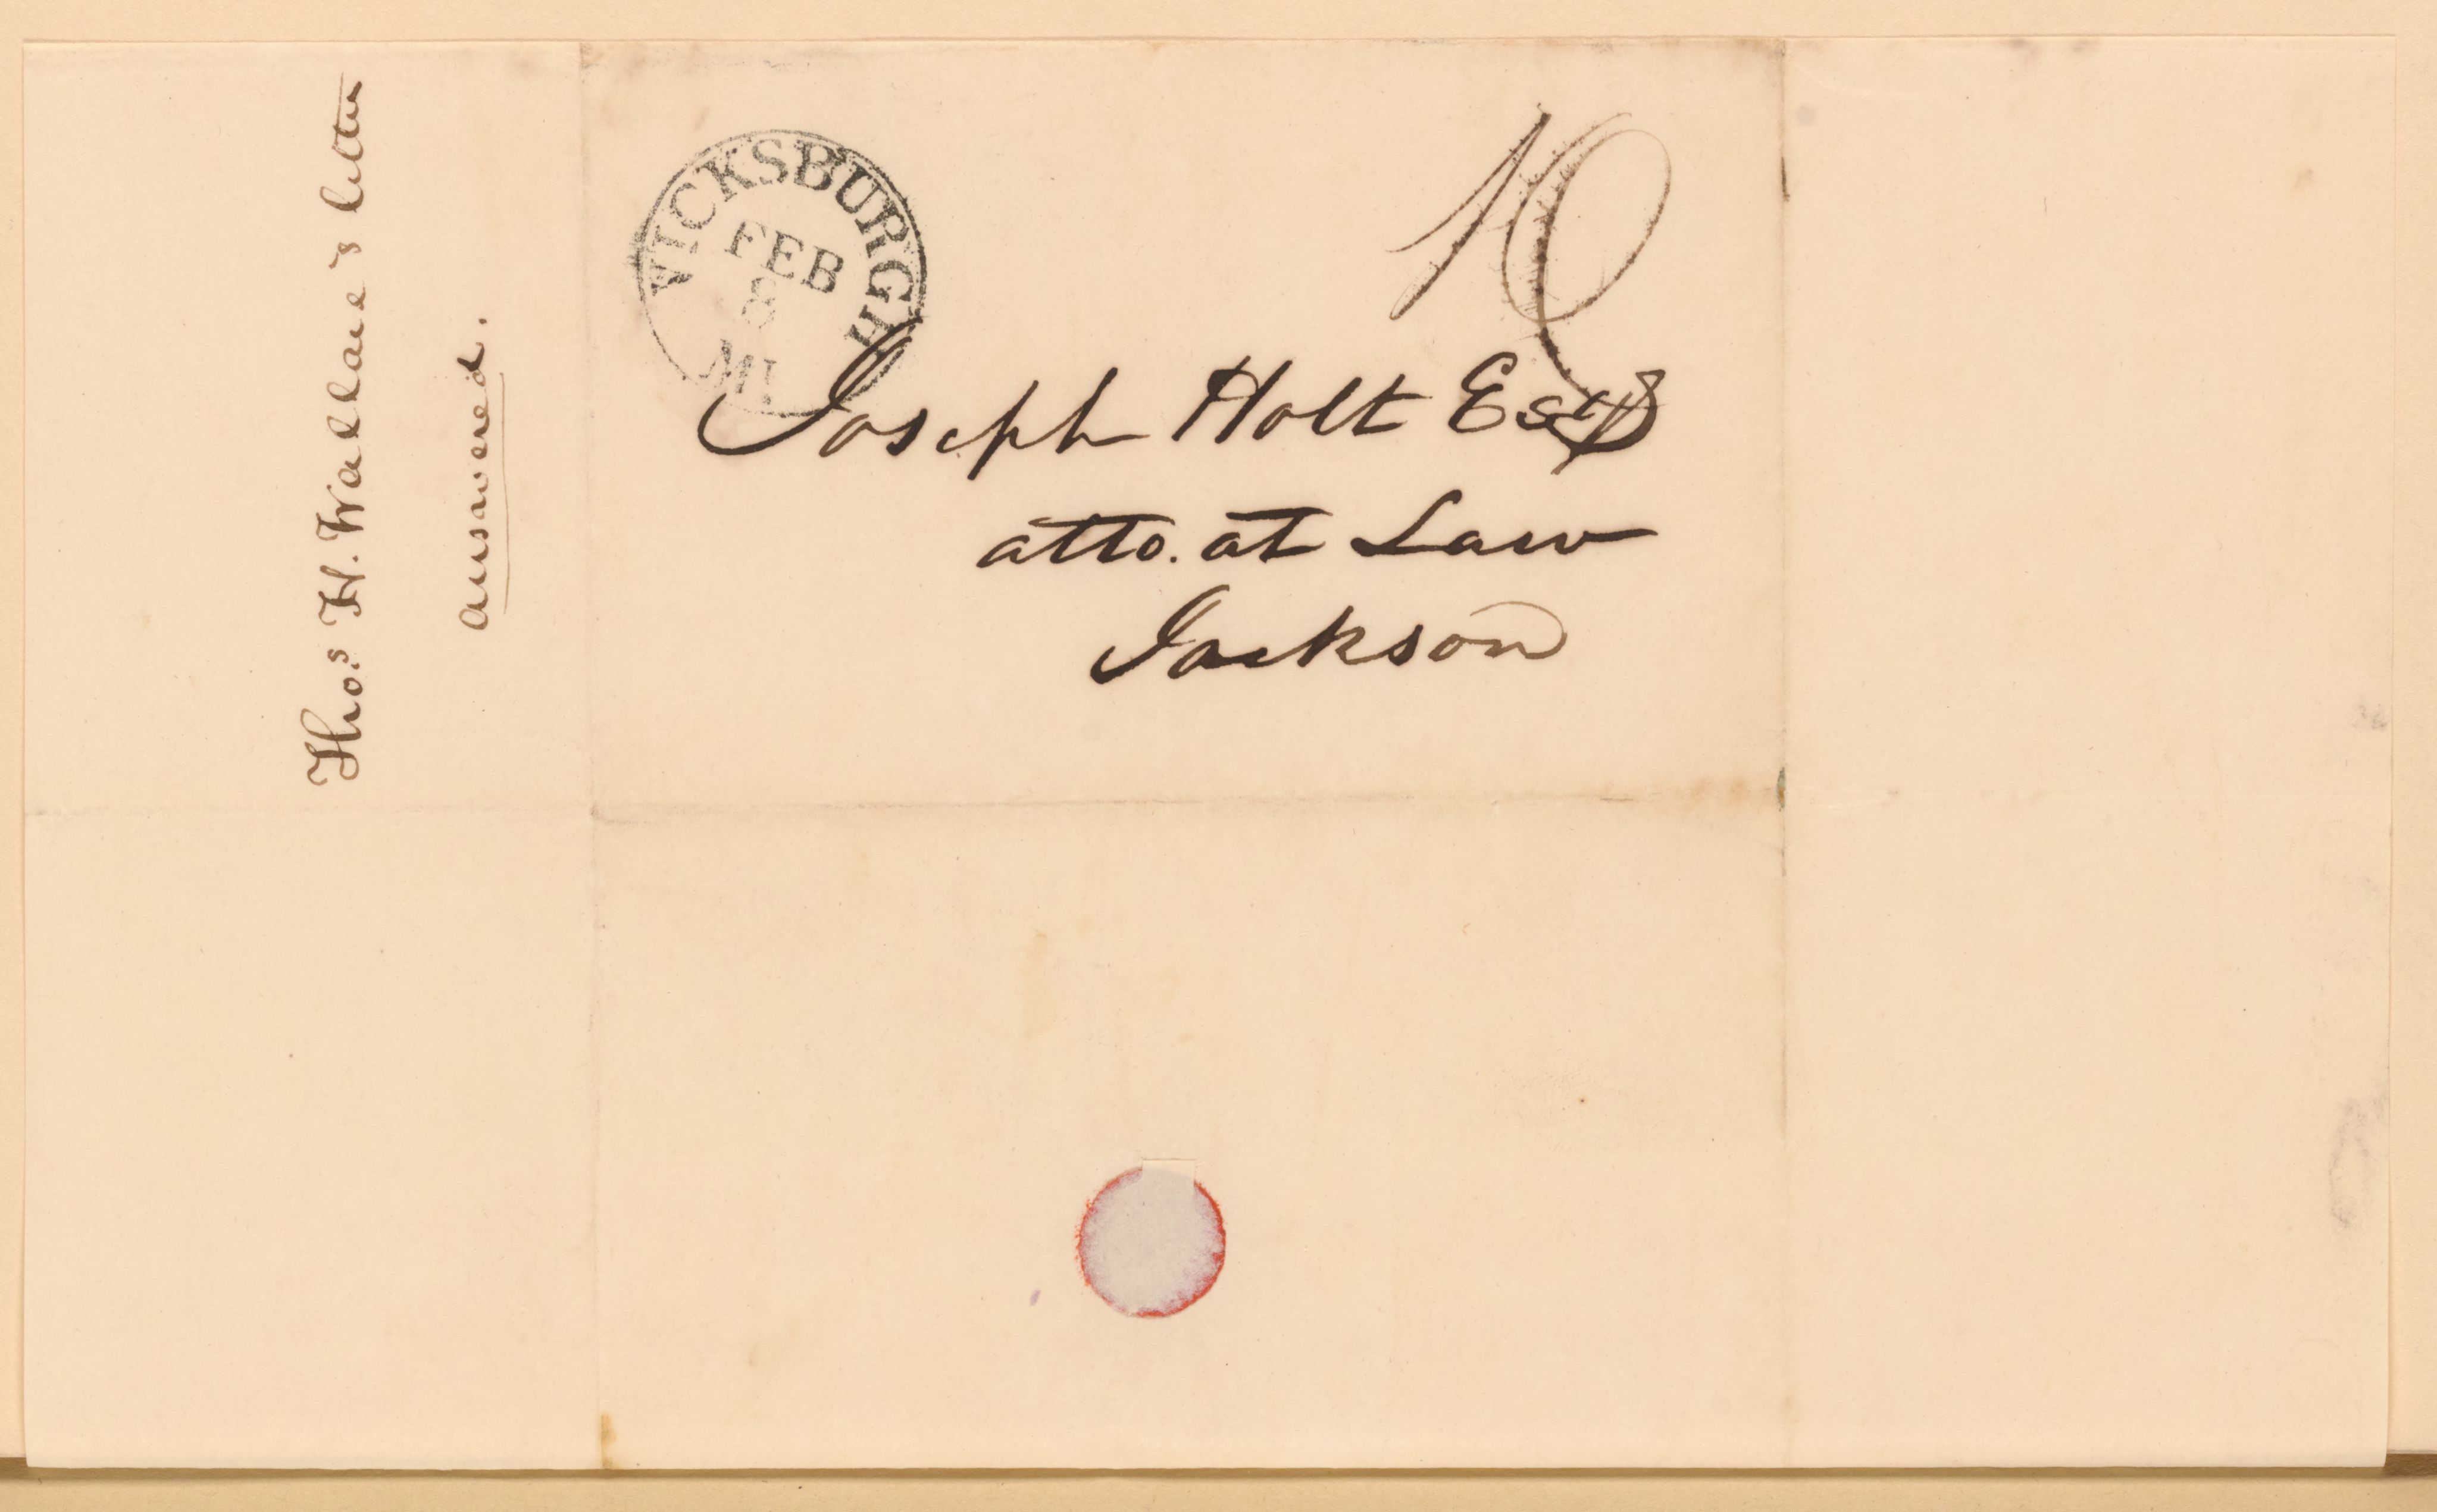 Thos. H. Wallace's letter
answered.
VICKSBURGH
FEB
8
MI
10
Joseph Holt Esqr
atto. at Law
Jackson